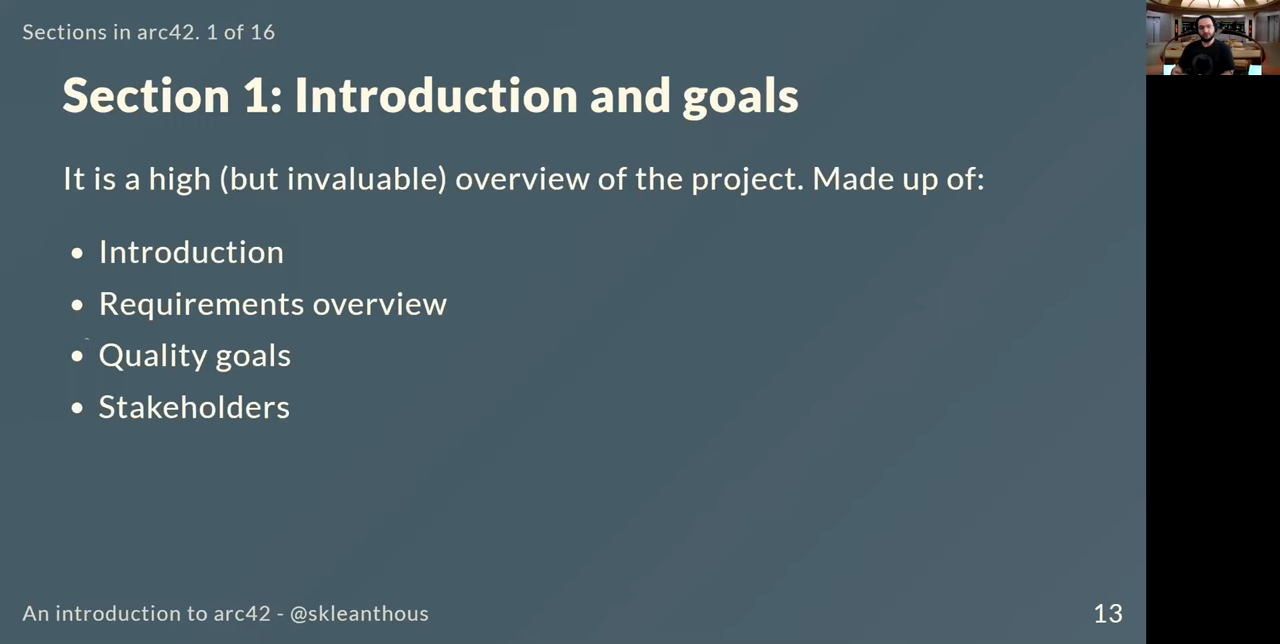 Sections in arc42. 1 of 16
Section 1: Introduction and goals
It is a high (but invaluable) overview of the project. Made up of:
• Introduction
• Requirements overview
• Quality goals
• Stakeholders
An introduction to arc42 - @skleanthous
13